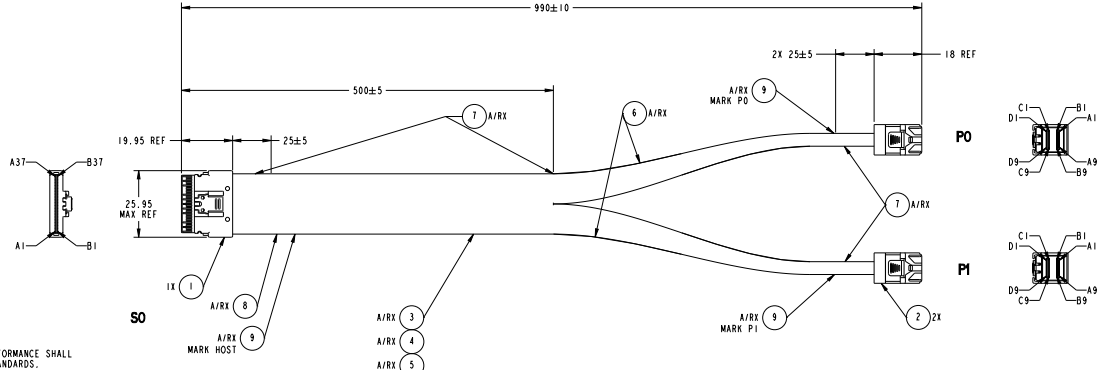 990±10
2X 25±5
18 REF
500±5
A/RX 9
MARK P0
6 A/RX
7 A/RX
19.95 REF
25±5
C1
B1
D1
A1
P0
D9
A9
C9
B9
A37
B37
25.95
MAX REF
A1
B1
7 A/RX
C1
B1
D1
A1
P1
D9
A9
C9
B9
1X 1
A/RX 8
S0
A/RX 9
MARK HOST
A/RX 3
A/RX 4
A/RX 5
A/RX 9
MARK P1
2 2X
FORMANCE SHALL
ANDARDS.